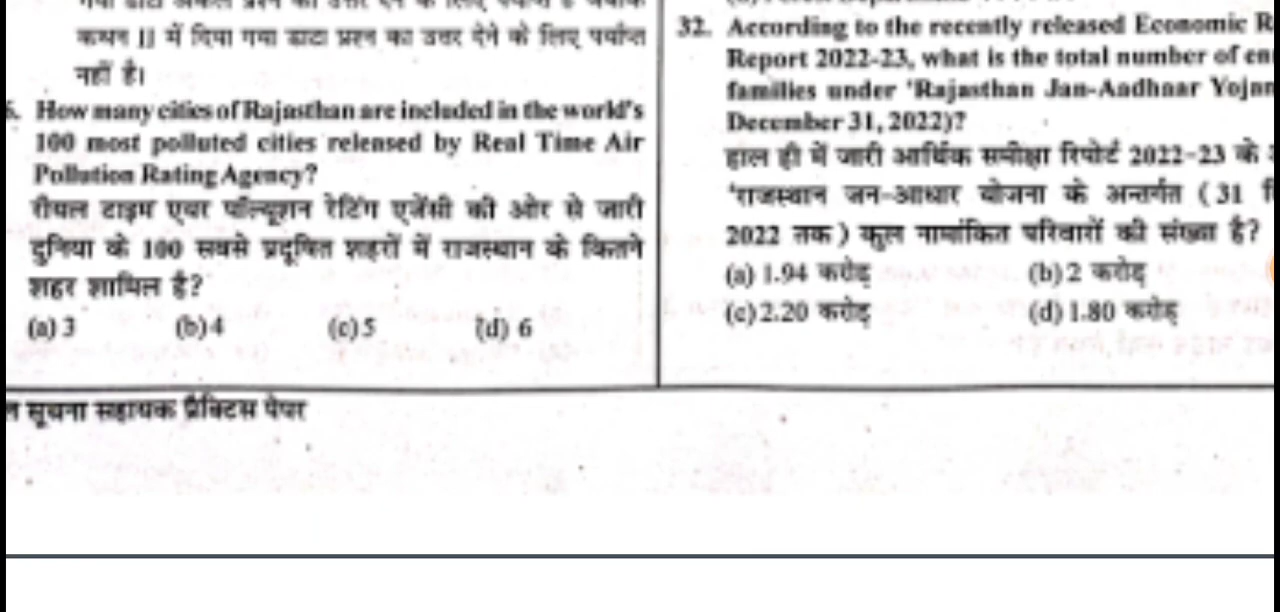 कथन II में दिया गया डाटा प्रश्न का उत्तर देने के लिए पर्याप्त
नहीं है।
How many cities of Rajasthan are included in the world's
100 most polluted cities released by Real Time Air
Pollution Rating Agency?
रीयल टाइम एयर पॉल्यूशन रेटिंग एजेंसी की ओर से जारी
दुनिया के 100 सबसे प्रदूषित शहरों में राजस्थान के कितने
शहर शामिल है?
(a) 3 (b) 4 (c) 5 (d) 6
सूचना सहायक प्रैक्टिस पेपर
32. According to the recently released Economic R
Report 2022-23, what is the total number of en
families under 'Rajasthan Jan-Aadhaar Yojan
December 31, 2022)?
हाल ही में जारी आर्थिक समीक्षा रिपोर्ट 2022-23 के
'राजस्थान जन-आधार योजना के अन्तर्गत (31 f
2022 तक) कुल नामांकित परिवारों की संख्या है?
(a) 1.94 करोड़ (b) 2 करोड़
(c) 2.20 करोड़ (d) 1.80 करोड़